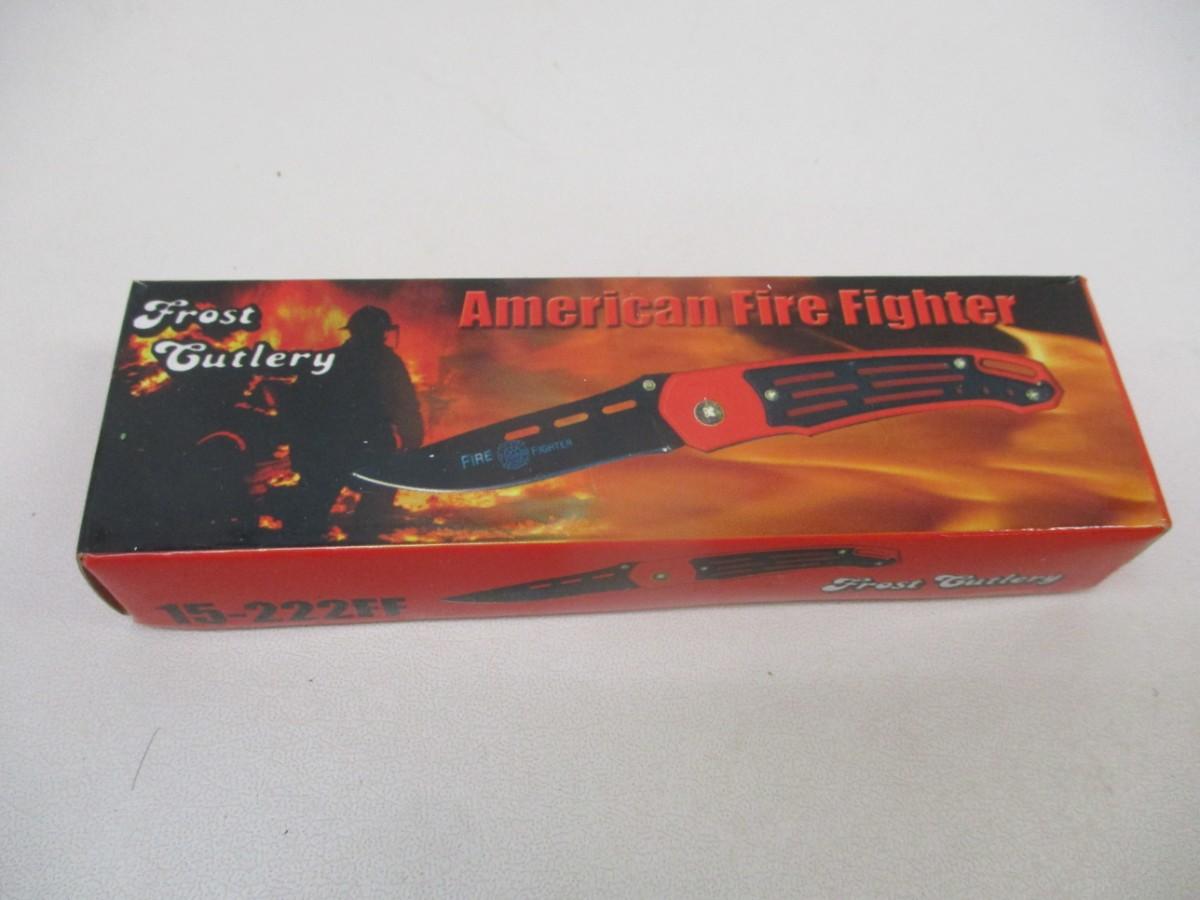 Frost
Cutlery
American Fire Fighter
FIRE FIGHTER
15-222FF
Frost Cutlery